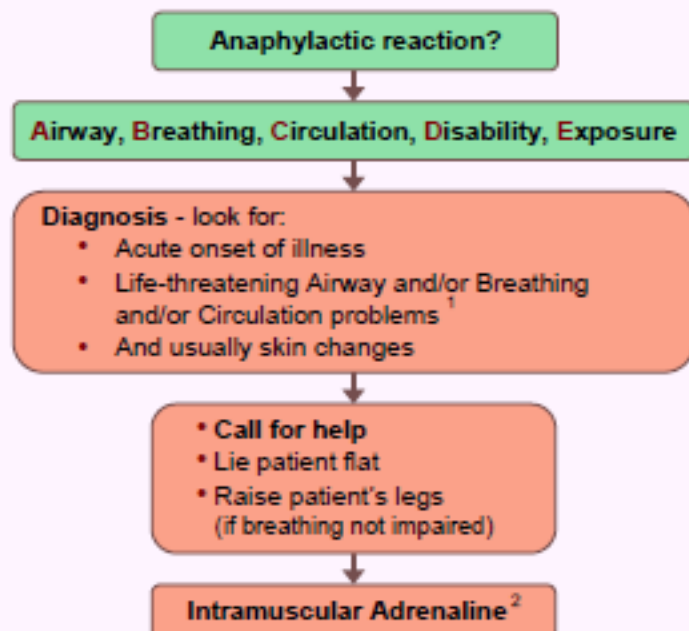 Anaphylactic reaction?
Airway, Breathing, Circulation, Disability, Exposure
Diagnosis - look for:
• Acute onset of illness
• Life-threatening Airway and/or Breathing
and/or Circulation problems ¹
• And usually skin changes
• Call for help
• Lie patient flat
• Raise patient's legs
(if breathing not impaired)
Intramuscular Adrenaline ²